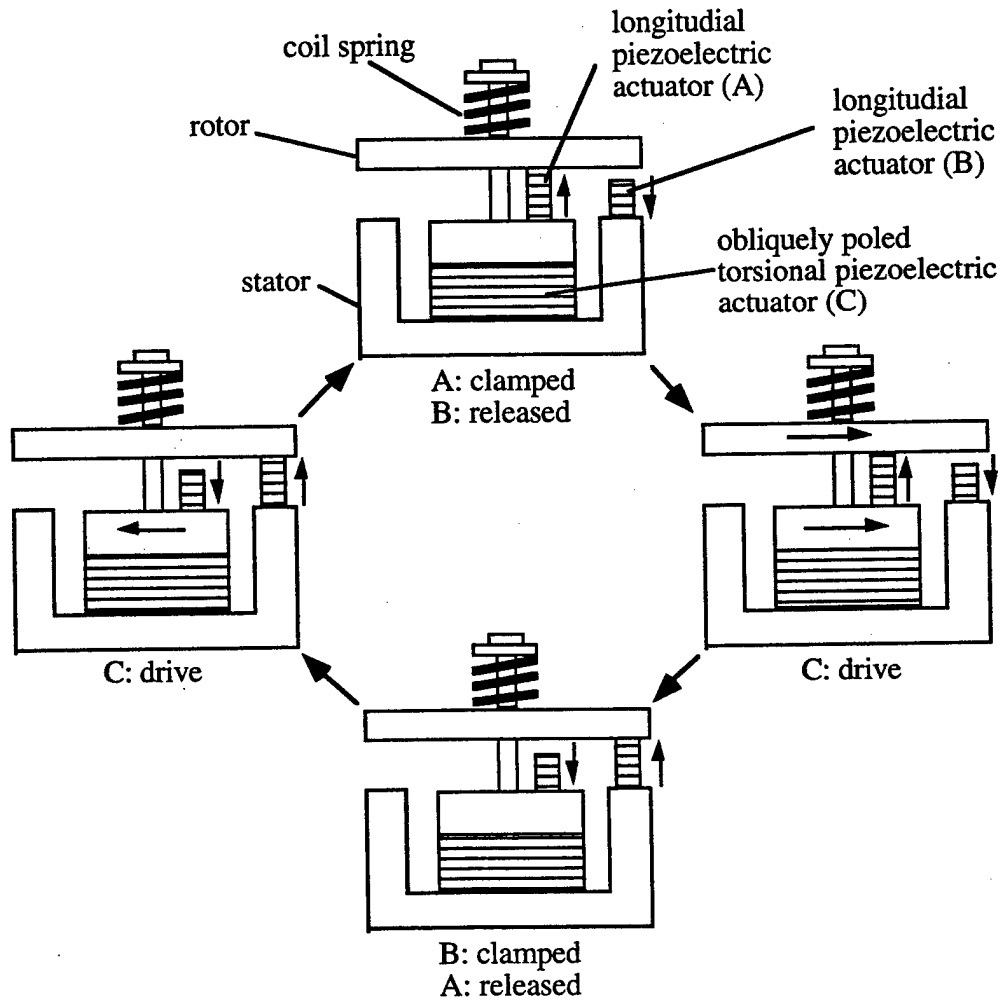 coil spring
longitudial
piezoelectric
actuator (A)
longitudial
piezoelectric
actuator (B)
rotor
obliquely poled
torsional piezoelectric
actuator (C)
stator
A: clamped
B: released
C: drive
C: drive
B: clamped
A: released